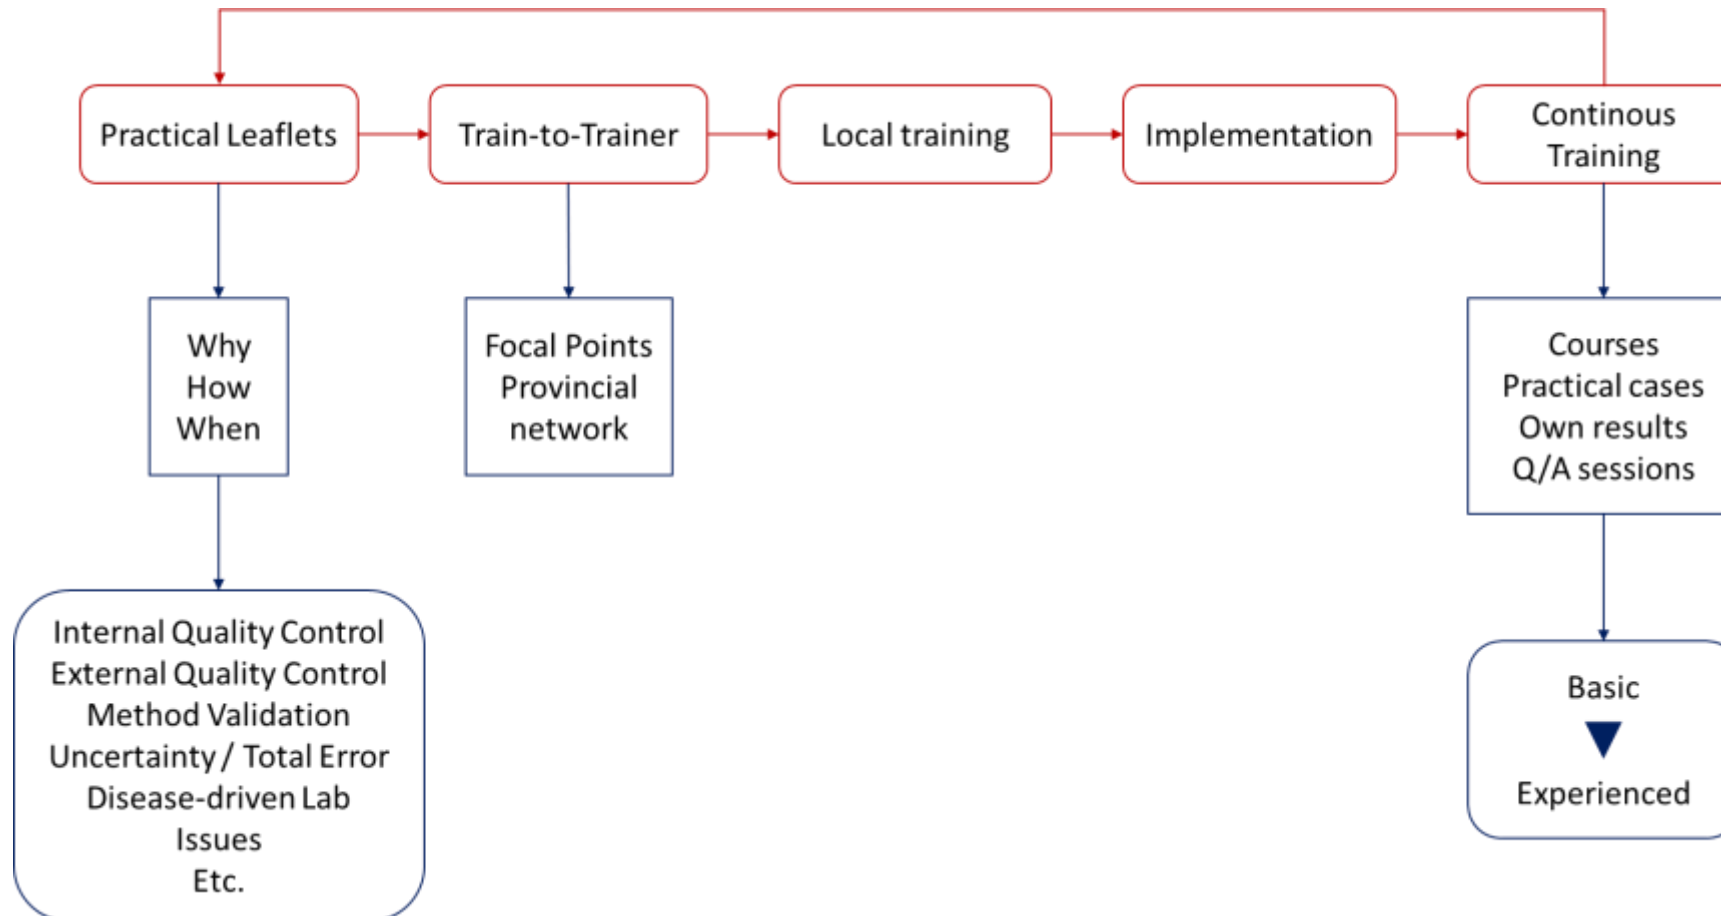 Practical Leaflets
Train-to-Trainer
Local training
Implementation
Continous
Training
Why
How
When
Focal Points
Provincial
network
Courses
Practical cases
Own results
Q/A sessions
Internal Quality Control
External Quality Control
Method Validation
Uncertainty / Total Error
Disease-driven Lab
Issues
Etc.
Basic
Experienced